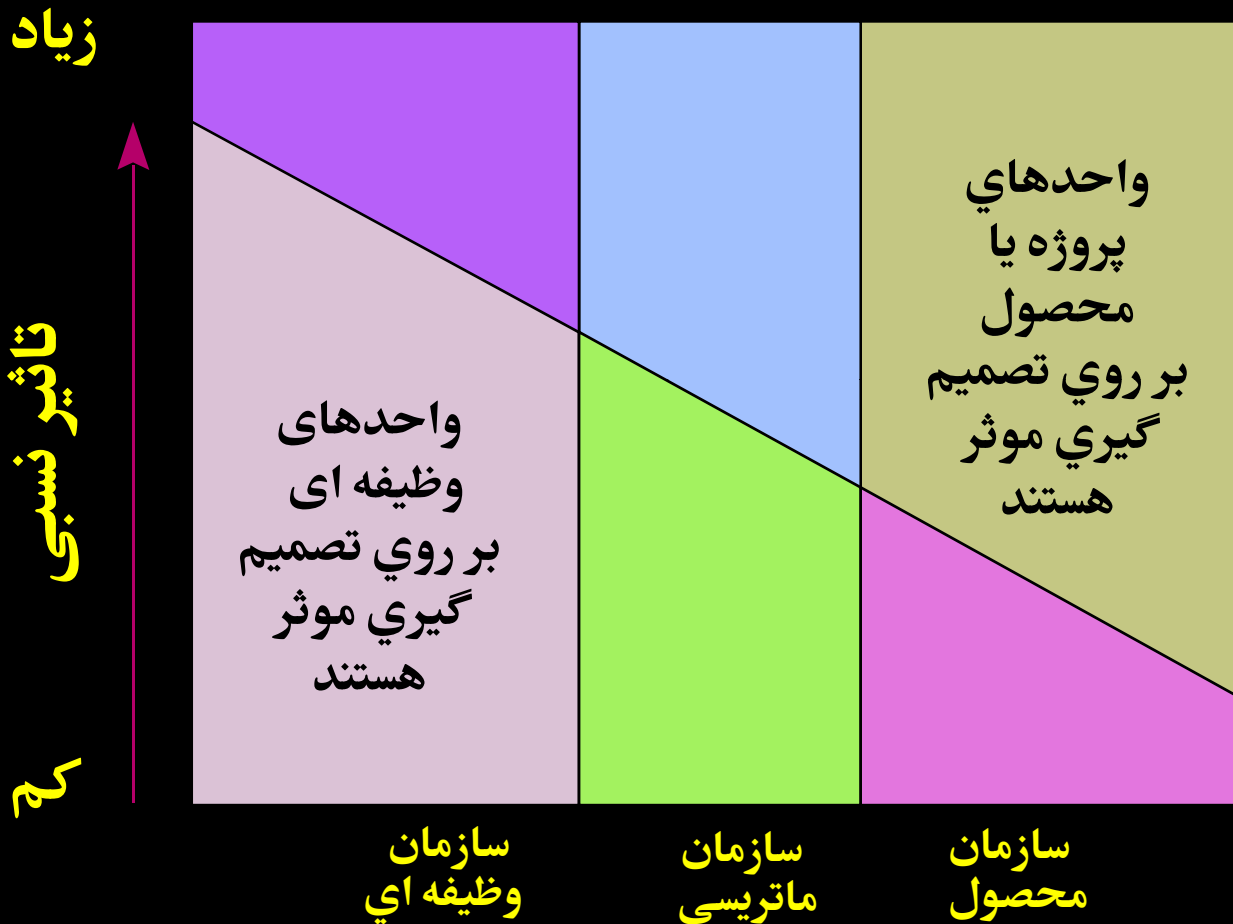 زیاد
تاثیر نسبی
کم
واحدهاي
پروژه یا
محصول
بر روي تصمیم
گیري موثر
هستند
واحدهای
وظیفه ای
بر روي تصمیم
گیري موثر
هستند
سازمان
وظیفه اي
سازمان
ماتریسی
سازمان
محصول